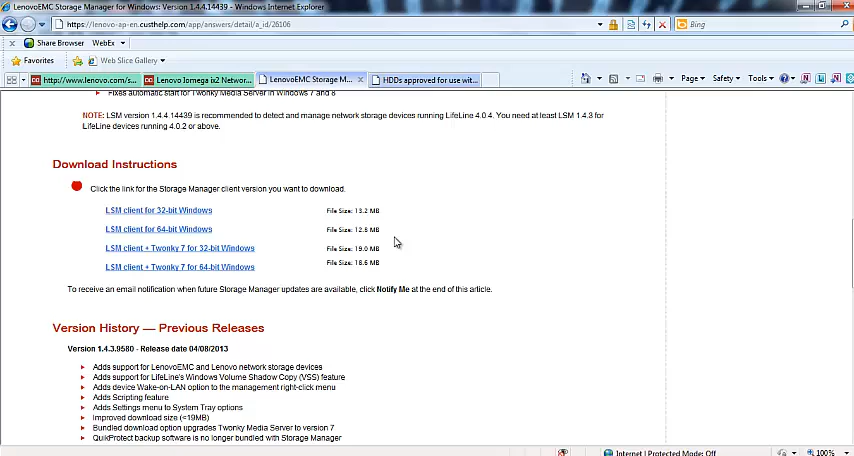 LenovoEMC Storage Manager for Windows: Version 1.4.4.14439 - Windows Internet Explorer
https://lenovo-ap-en.custhelp.com/app/answers/detail/a_id/26106
Bing
Share Browser WebEx
Favorites Web Slice Gallery
http://www.lenovo.com/s... Lenovo Iomega ix2 Networ... LenovoEMC Storage M... HDDs approved for use wit...
Page Safety Tools
Fixes automatic start for Twonky Media Server in Windows 7 and 8
NOTE: LSM version 1.4.4.14439 is recommended to detect and manage network storage devices running LifeLine 4.0.4. You need at least LSM 1.4.3 for
LifeLine devices running 4.0.2 or above.
Download Instructions
Click the link for the Storage Manager client version you want to download.
LSM client for 32-bit Windows File Size: 13.2 MB
LSM client for 64-bit Windows File Size: 12.8 MB
LSM client + Twonky 7 for 32-bit Windows File Size: 19.0 MB
LSM client + Twonky 7 for 64-bit Windows File Size: 18.6 MB
To receive an email notification when future Storage Manager updates are available, click Notify Me at the end of this article.
Version History — Previous Releases
Version 1.4.3.9580 - Release date 04/08/2013
Adds support for LenovoEMC and Lenovo network storage devices
Adds support for LifeLine's Windows Volume Shadow Copy (VSS) feature
Adds device Wake-on-LAN option to the management right-click menu
Adds Scripting feature
Adds Settings menu to System Tray options
Improved download size (≈19MB)
Bundled download option upgrades Twonky Media Server to version 7
QuikProtect backup software is no longer bundled with Storage Manager
Internet | Protected Mode: Off 100%